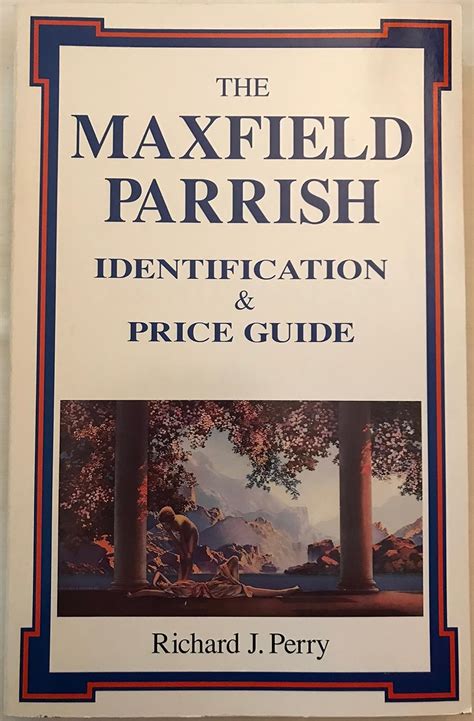 THE
MAXFIELD
PARRISH
IDENTIFICATION
&
PRICE GUIDE
Richard J. Perry